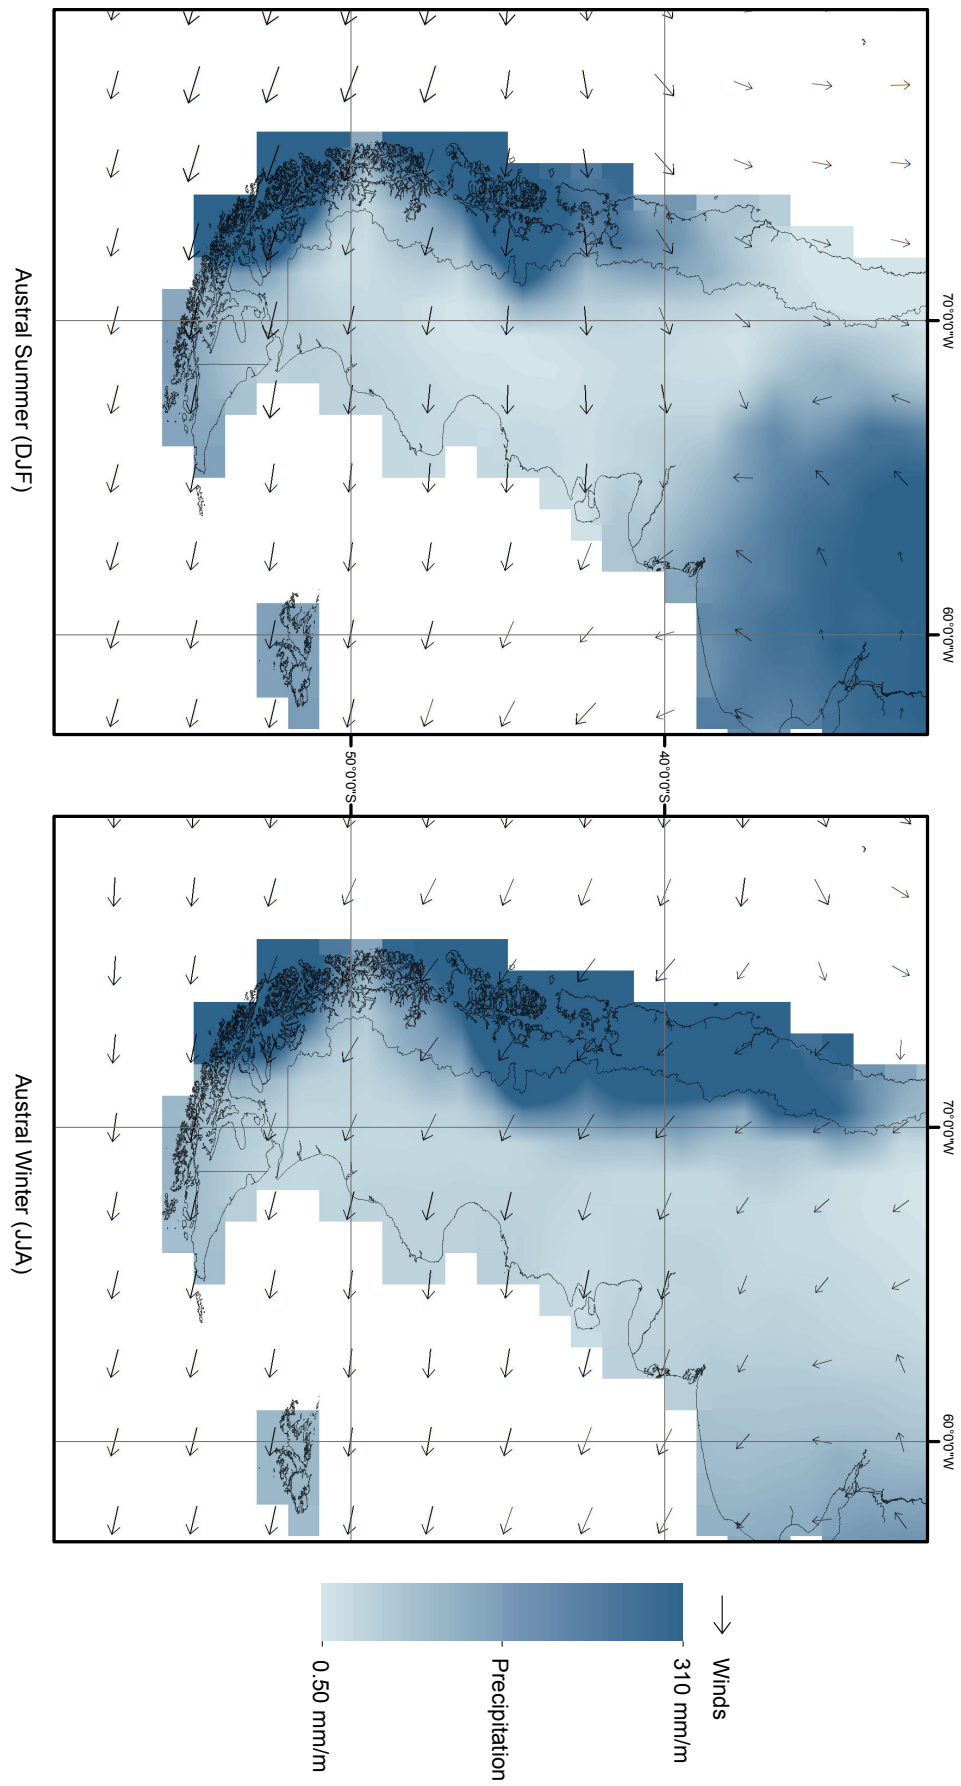 70°0'0"W
60°0'0"W
70°0'0"W
60°0'0"W
40°0'0"S
50°0'0"S
Austral Summer (DJF)
Austral Winter (JJA)
Winds
310 mm/m
Precipitation
0.50 mm/m